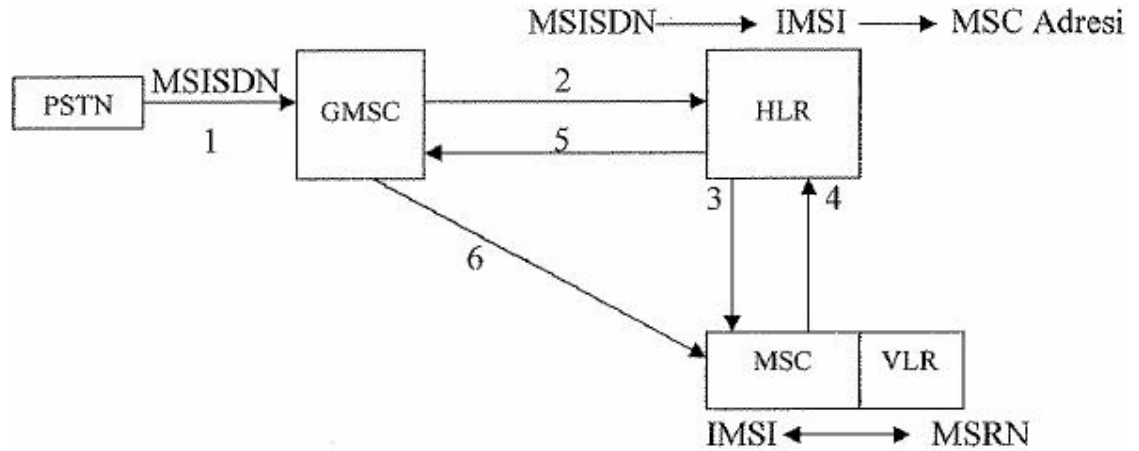 MSISDN IMSI MSC Adresi
PSTN MSISDN GMSC 2 HLR
1 5
3 4
6
MSC VLR
IMSI MSRN